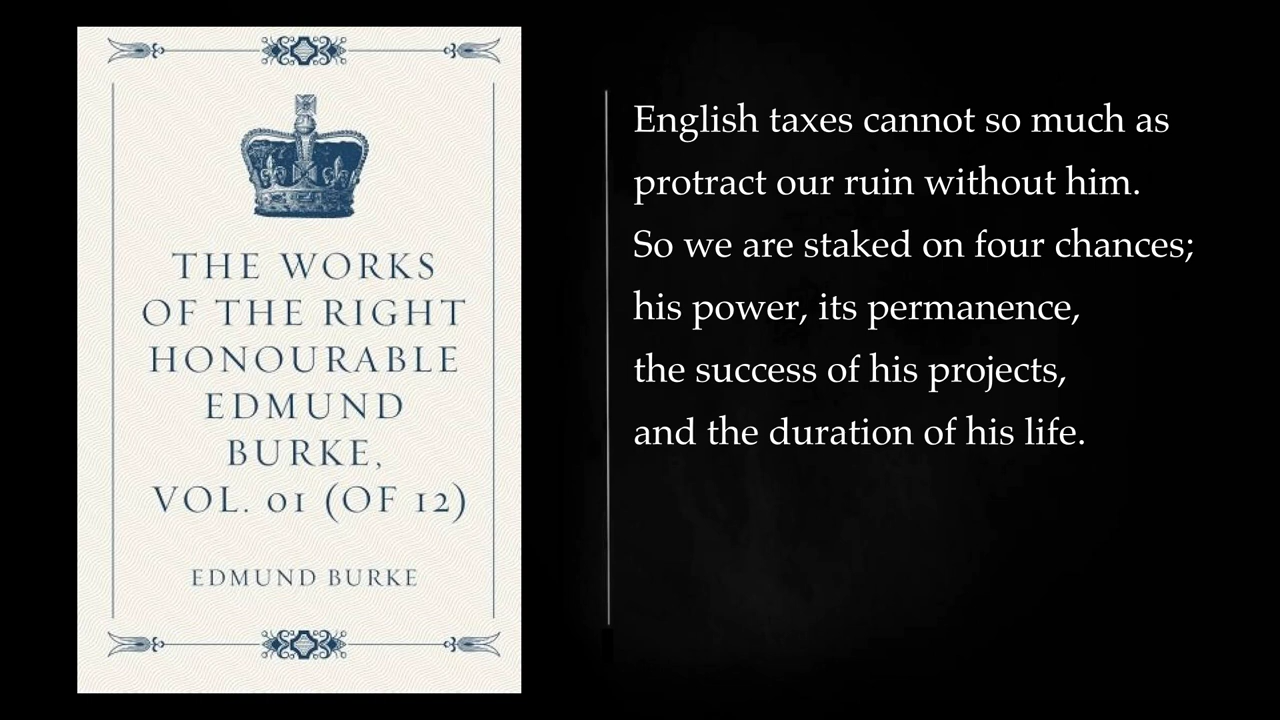 THE WORKS
OF THE RIGHT
HONOURABLE
EDMUND
BURKE,
VOL. 01 (OF 12)
EDMUND BURKE
English taxes cannot so much as
protract our ruin without him.
So we are staked on four chances;
his power, its permanence,
the success of his projects,
and the duration of his life.